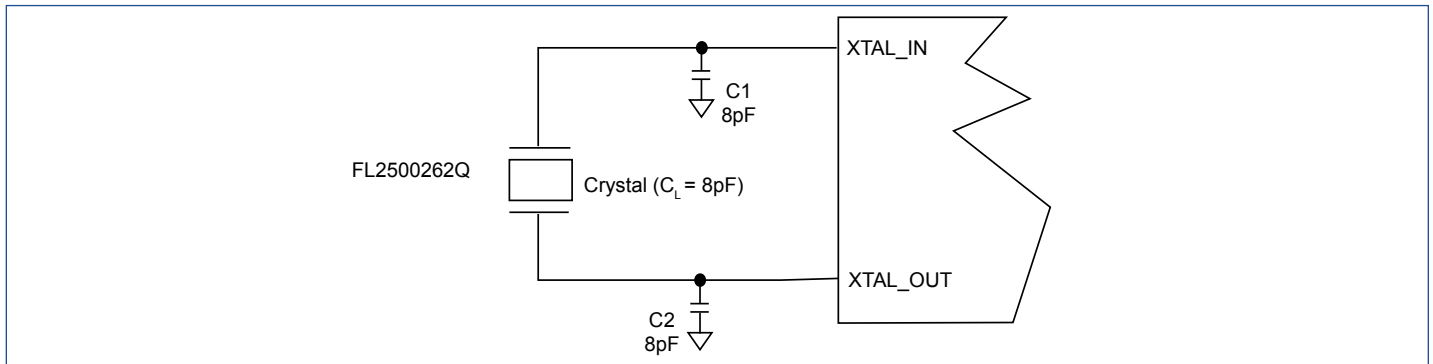 XTAL_IN
C1
8pF
FL2500262Q
Crystal (CL = 8pF)
XTAL_OUT
C2
8pF